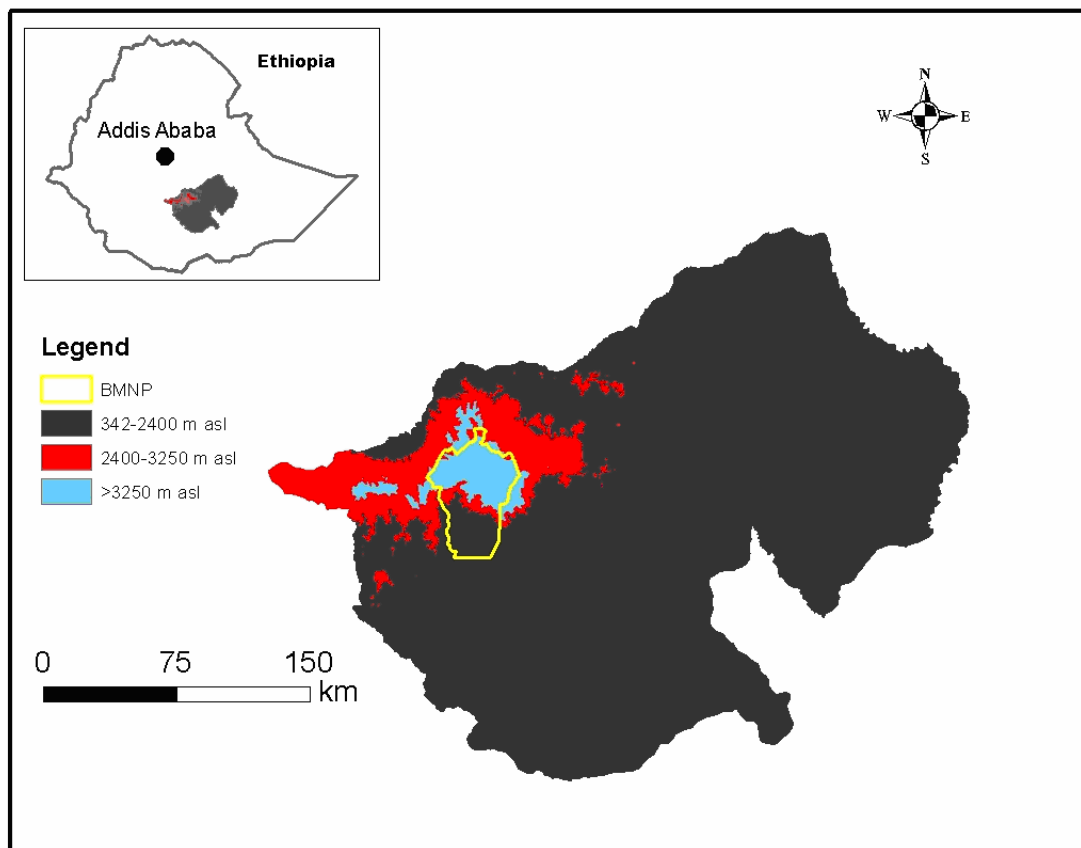 Ethiopia
Addis Ababa
N
W E
S
Legend
BMNP
342-2400 m asl
2400-3250 m asl
>3250 m asl
0 75 150
km